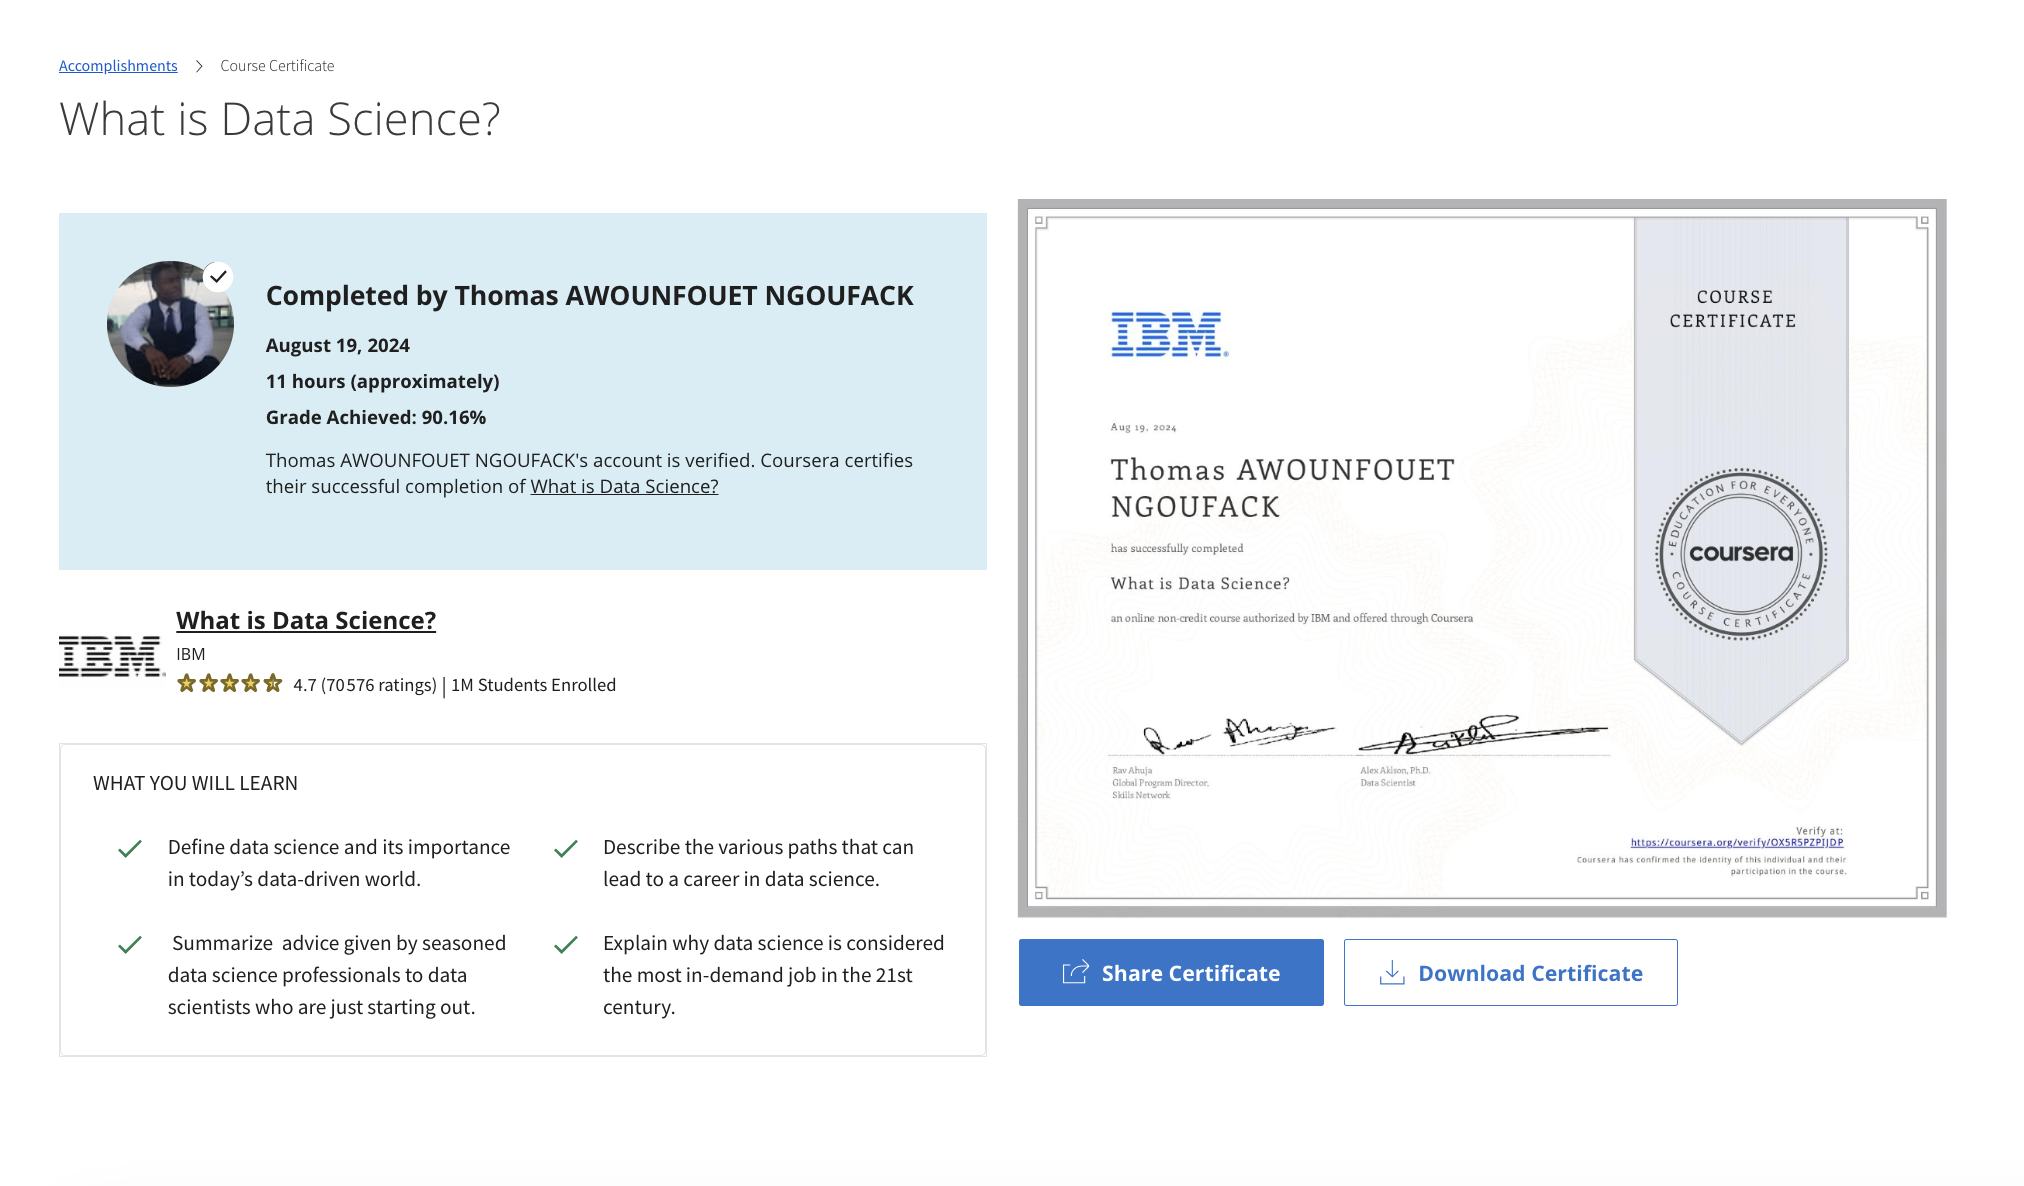 Accomplishments > Course Certificate
What is Data Science?
Completed by Thomas AWOUNFOUET NGOUFACK
August 19, 2024
11 hours (approximately)
Grade Achieved: 90.16%
Thomas AWOUNFOUET NGOUFACK's account is verified. Coursera certifies
their successful completion of What is Data Science?
IBM
What is Data Science?
IBM
4.7 (70 576 ratings) | 1M Students Enrolled
WHAT YOU WILL LEARN
Define data science and its importance
in today’s data-driven world.
Describe the various paths that can
lead to a career in data science.
Summarize  advice given by seasoned
data science professionals to data
scientists who are just starting out.
Explain why data science is considered
the most in-demand job in the 21st
century.
IBM
Aug 19, 2024
Thomas AWOUNFOUET
NGOUFACK
has successfully completed
What is Data Science?
an online non-credit course authorized by IBM and offered through Coursera
Rav Ahuja
Rav Ahuja
Global Program Director,
Skills Network
Alex Aklson, Ph.D.
Data Scientist
COURSE
CERTIFICATE
EDUCATION FOR EVERYONE
coursera
COURSE CERTIFICATE
Verify at:
https://coursera.org/verify/OX5R5PZPIJDP
Coursera has confirmed the identity of this individual and their
participation in the course.
Share Certificate
Download Certificate